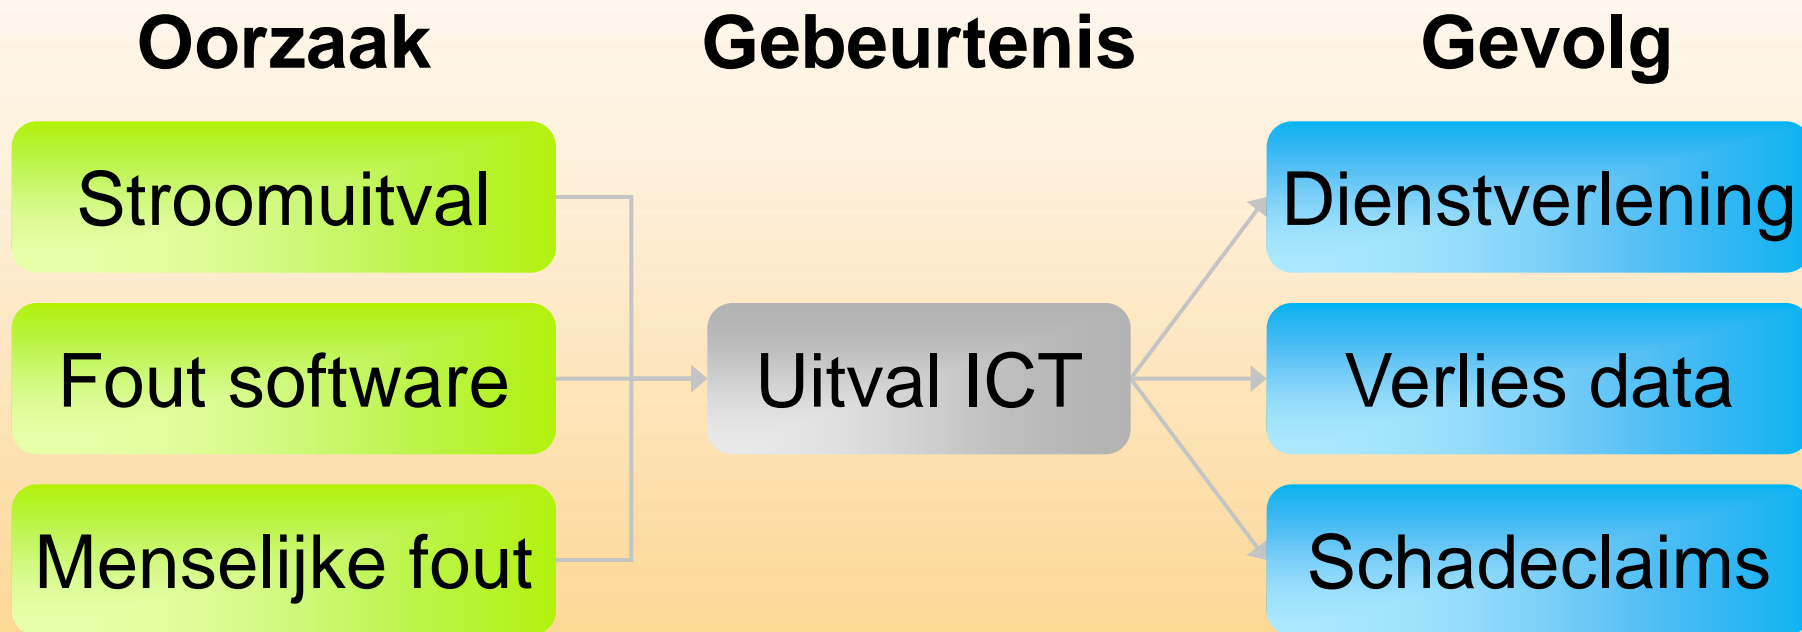 Oorzaak
Gebeurtenis
Gevolg
Stroomuitval
Fout software
Menselijke fout
Uitval ICT
Dienstverlening
Verlies data
Schadeclaims